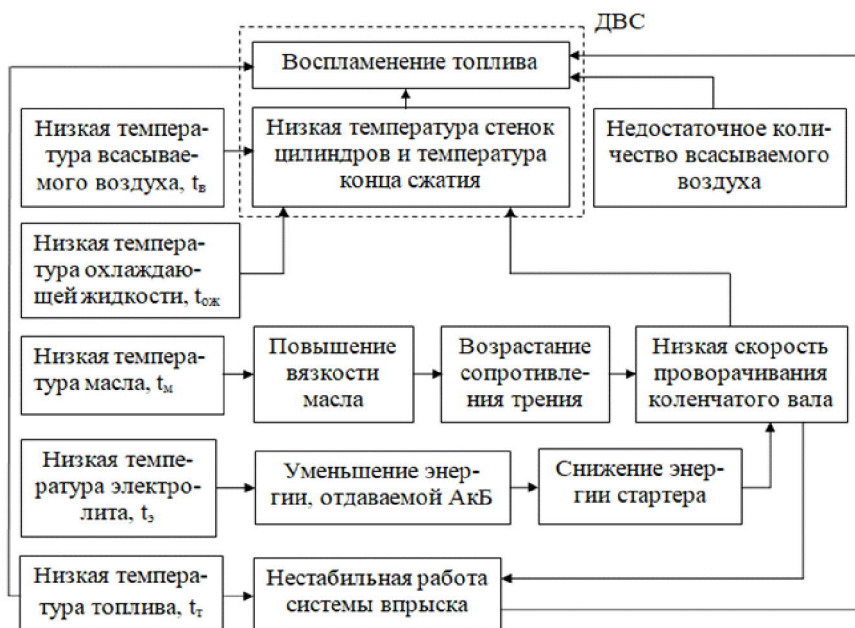 ДВС
Воспламенение топлива
Низкая темпера-
тура всасывае-
мого воздуха, tв
Низкая температура стенок
цилиндров и температура
конца сжатия
Недостаточное коли-
чество всасываемого
воздуха
Низкая темпера-
тура охлаждаю-
щей жидкости, tож
Низкая темпера-
тура масла, tм
Повышение
вязкости
масла
Возрастание
сопротивле-
ния трения
Низкая скорость
проворачивания
коленчатого вала
Низкая темпе-
ратура электро-
лита, tэ
Уменьшение энер-
гии, отдаваемой АкБ
Снижение энер-
гии стартера
Низкая темпера-
тура топлива, tт
Нестабильная работа
системы впрыска